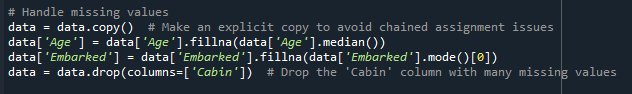 # Handle missing values
data = data.copy()  # Make an explicit copy to avoid chained assignment issues
data['Age'] = data['Age'].fillna(data['Age'].median())
data['Embarked'] = data['Embarked'].fillna(data['Embarked'].mode()[0])
data = data.drop(columns=['Cabin'])  # Drop the 'Cabin' column with many missing values